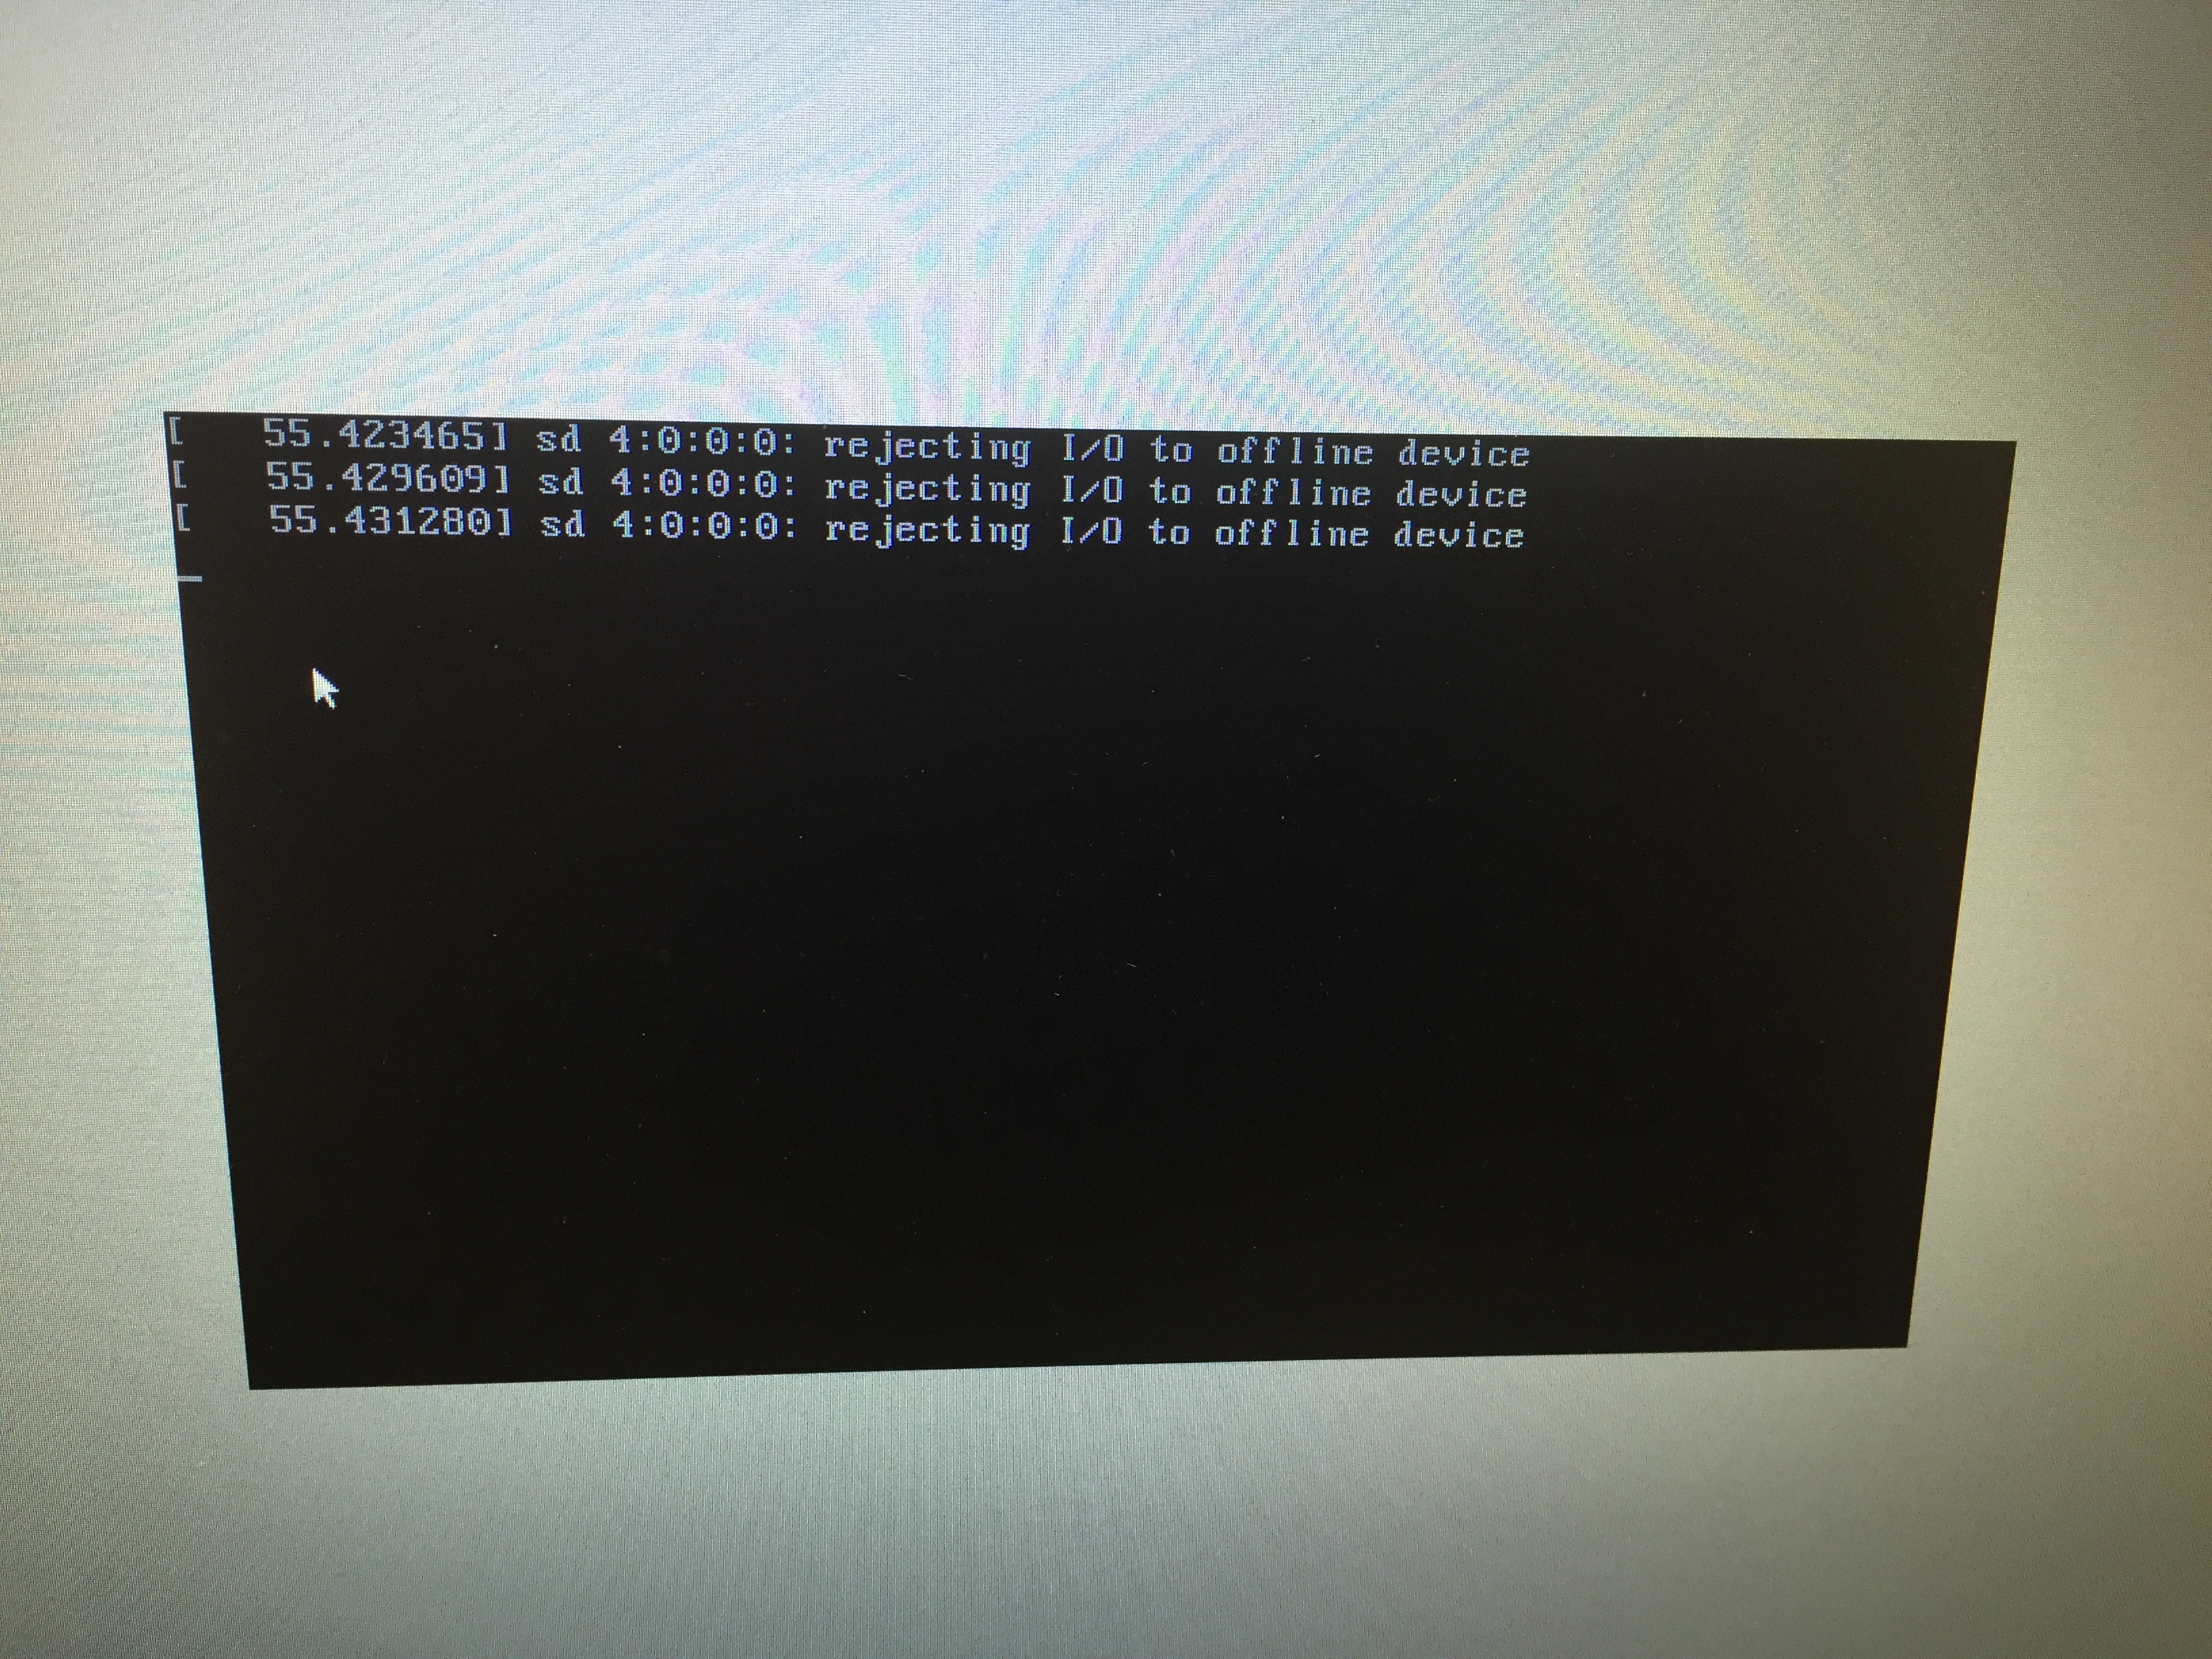 [   55.423465] sd 4:0:0:0: rejecting I/O to offline device
[   55.429609] sd 4:0:0:0: rejecting I/O to offline device
[   55.431280] sd 4:0:0:0: rejecting I/O to offline device
_